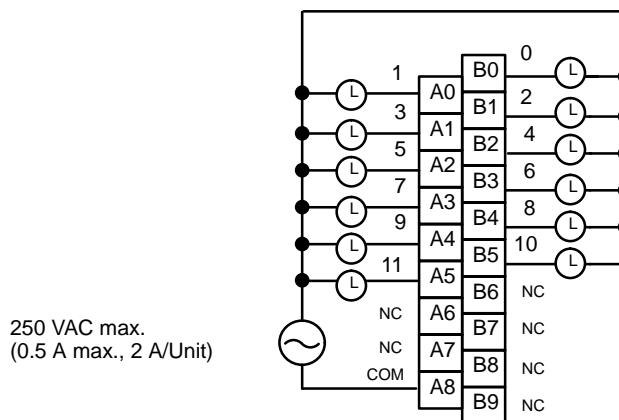 0
1 B0 L
L A0 2
3 B1 L
L A1 4
5 B2 L
L A2 6
7 B3 L
L A3 8
9 B4 L
L A4 10
11 B5 L
L A5 B6 NC
NC A6
B7 NC
NC A7
COM B8 NC
A8
B9 NC
250 VAC max.
(0.5 A max., 2 A/Unit)